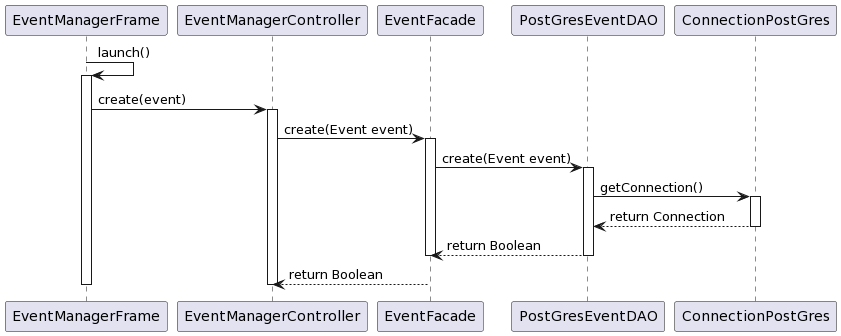 EventManagerFrame EventManagerController EventFacade PostGresEventDAO ConnectionPostGres
launch()
create(event)
create(Event event)
create(Event event)
getConnection()
return Connection
return Boolean
return Boolean
EventManagerFrame EventManagerController EventFacade PostGresEventDAO ConnectionPostGres